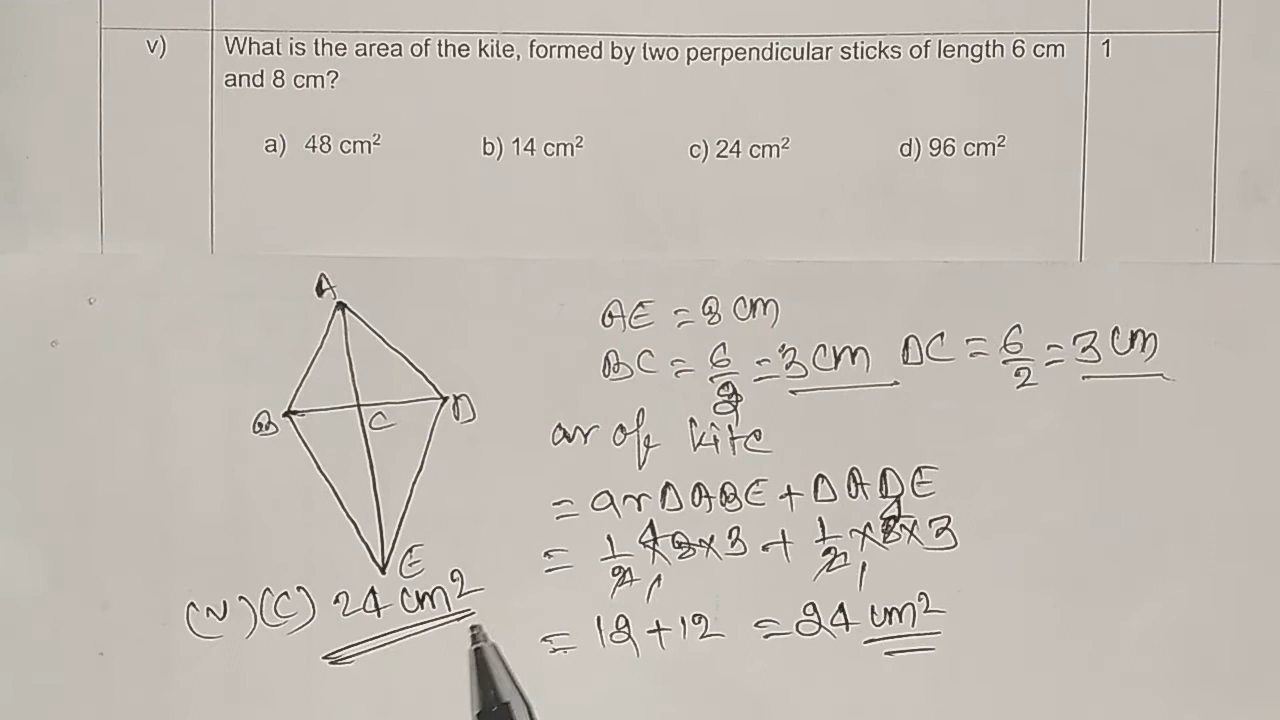 v) What is the area of the kite, formed by two perpendicular sticks of length 6 cm 1
and 8 cm?
a) 48 cm² b) 14 cm² c) 24 cm² d) 96 cm²
A
B C D
E
AE = 8 cm
BC = 6/2 = 3 cm DC = 6/2 = 3 cm
ar of kite
= ar Δ ABE + Δ ADE
= 1/2 × 8 × 3 + 1/2 × 8 × 3
= 12 + 12 = 24 cm²
(V) (C) 24 cm²